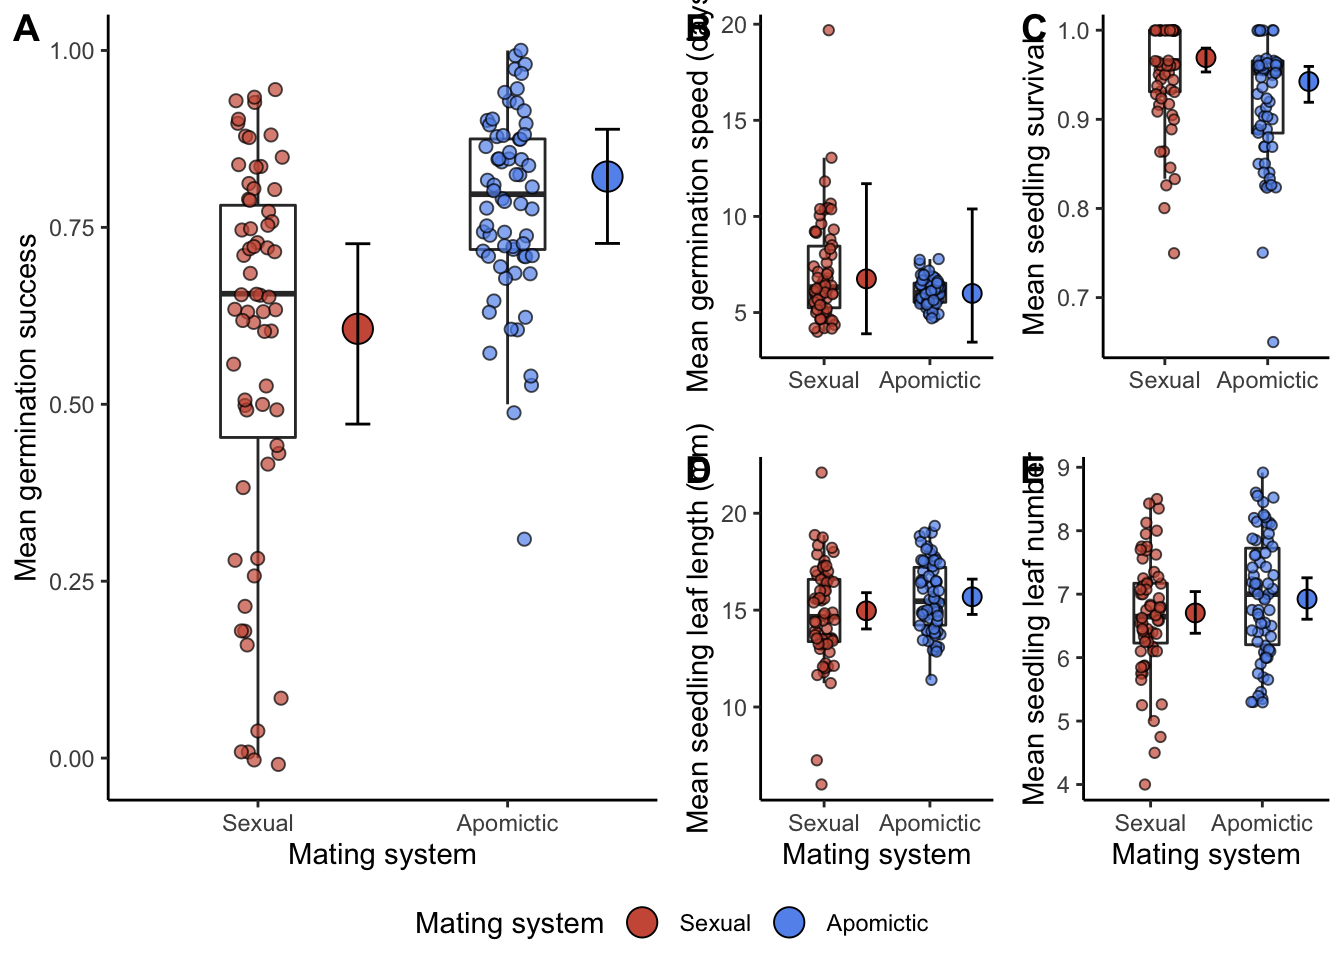 A
Mean germination success
1.00
0.75
0.50
0.25
0.00
Sexual
Apomictic
Mating system
B
Mean germination speed (days
20
15
10
5
Sexual
Apomictic
C
Mean seedling survival
1.0
0.9
0.8
0.7
Sexual
Apomictic
D
Mean seedling leaf length (mm)
20
15
10
Sexual
Apomictic
Mating system
E
Mean seedling leaf number
9
8
7
6
5
4
Sexual
Apomictic
Mating system
Mating system
Sexual
Apomictic